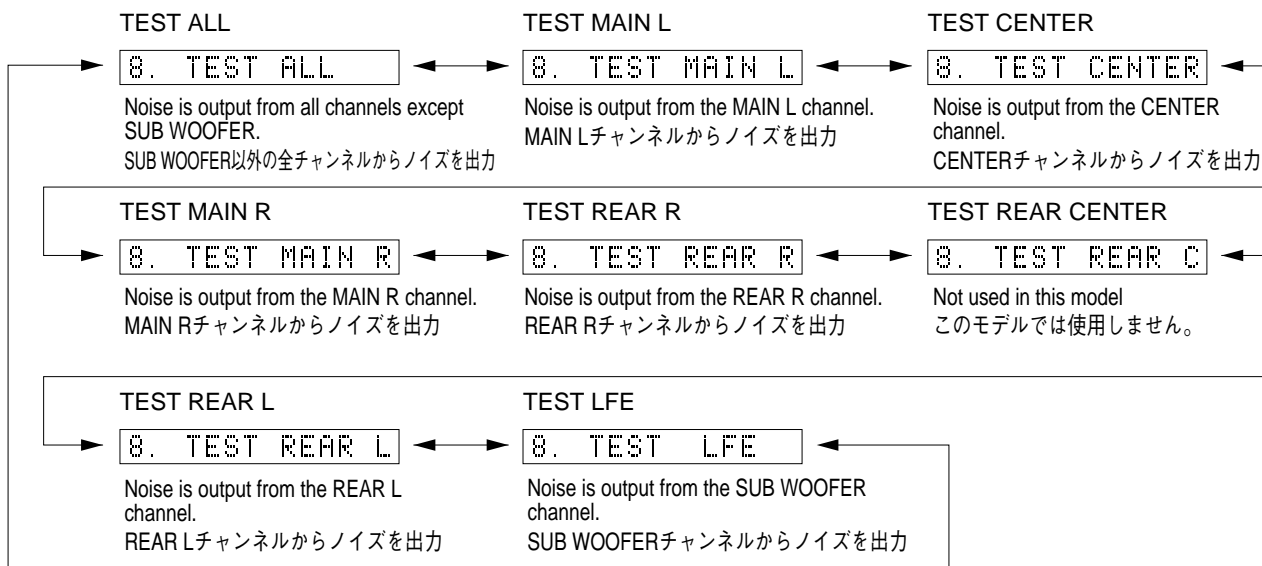 TEST ALL
8. TEST ALL
Noise is output from all channels except
SUB WOOFER.
SUB WOOFER以外の全チャンネルからノイズを出力
TEST MAIN L
8. TEST MAIN L
Noise is output from the MAIN L channel.
MAIN Lチャンネルからノイズを出力
TEST CENTER
8. TEST CENTER
Noise is output from the CENTER
channel.
CENTERチャンネルからノイズを出力
TEST MAIN R
8. TEST MAIN R
Noise is output from the MAIN R channel.
MAIN Rチャンネルからノイズを出力
TEST REAR R
8. TEST REAR R
Noise is output from the REAR R channel.
REAR Rチャンネルからノイズを出力
TEST REAR CENTER
8. TEST REAR C
Not used in this model
このモデルでは使用しません。
TEST REAR L
8. TEST REAR L
Noise is output from the REAR L
channel.
REAR Lチャンネルからノイズを出力
TEST LFE
8. TEST LFE
Noise is output from the SUB WOOFER
channel.
SUB WOOFERチャンネルからノイズを出力